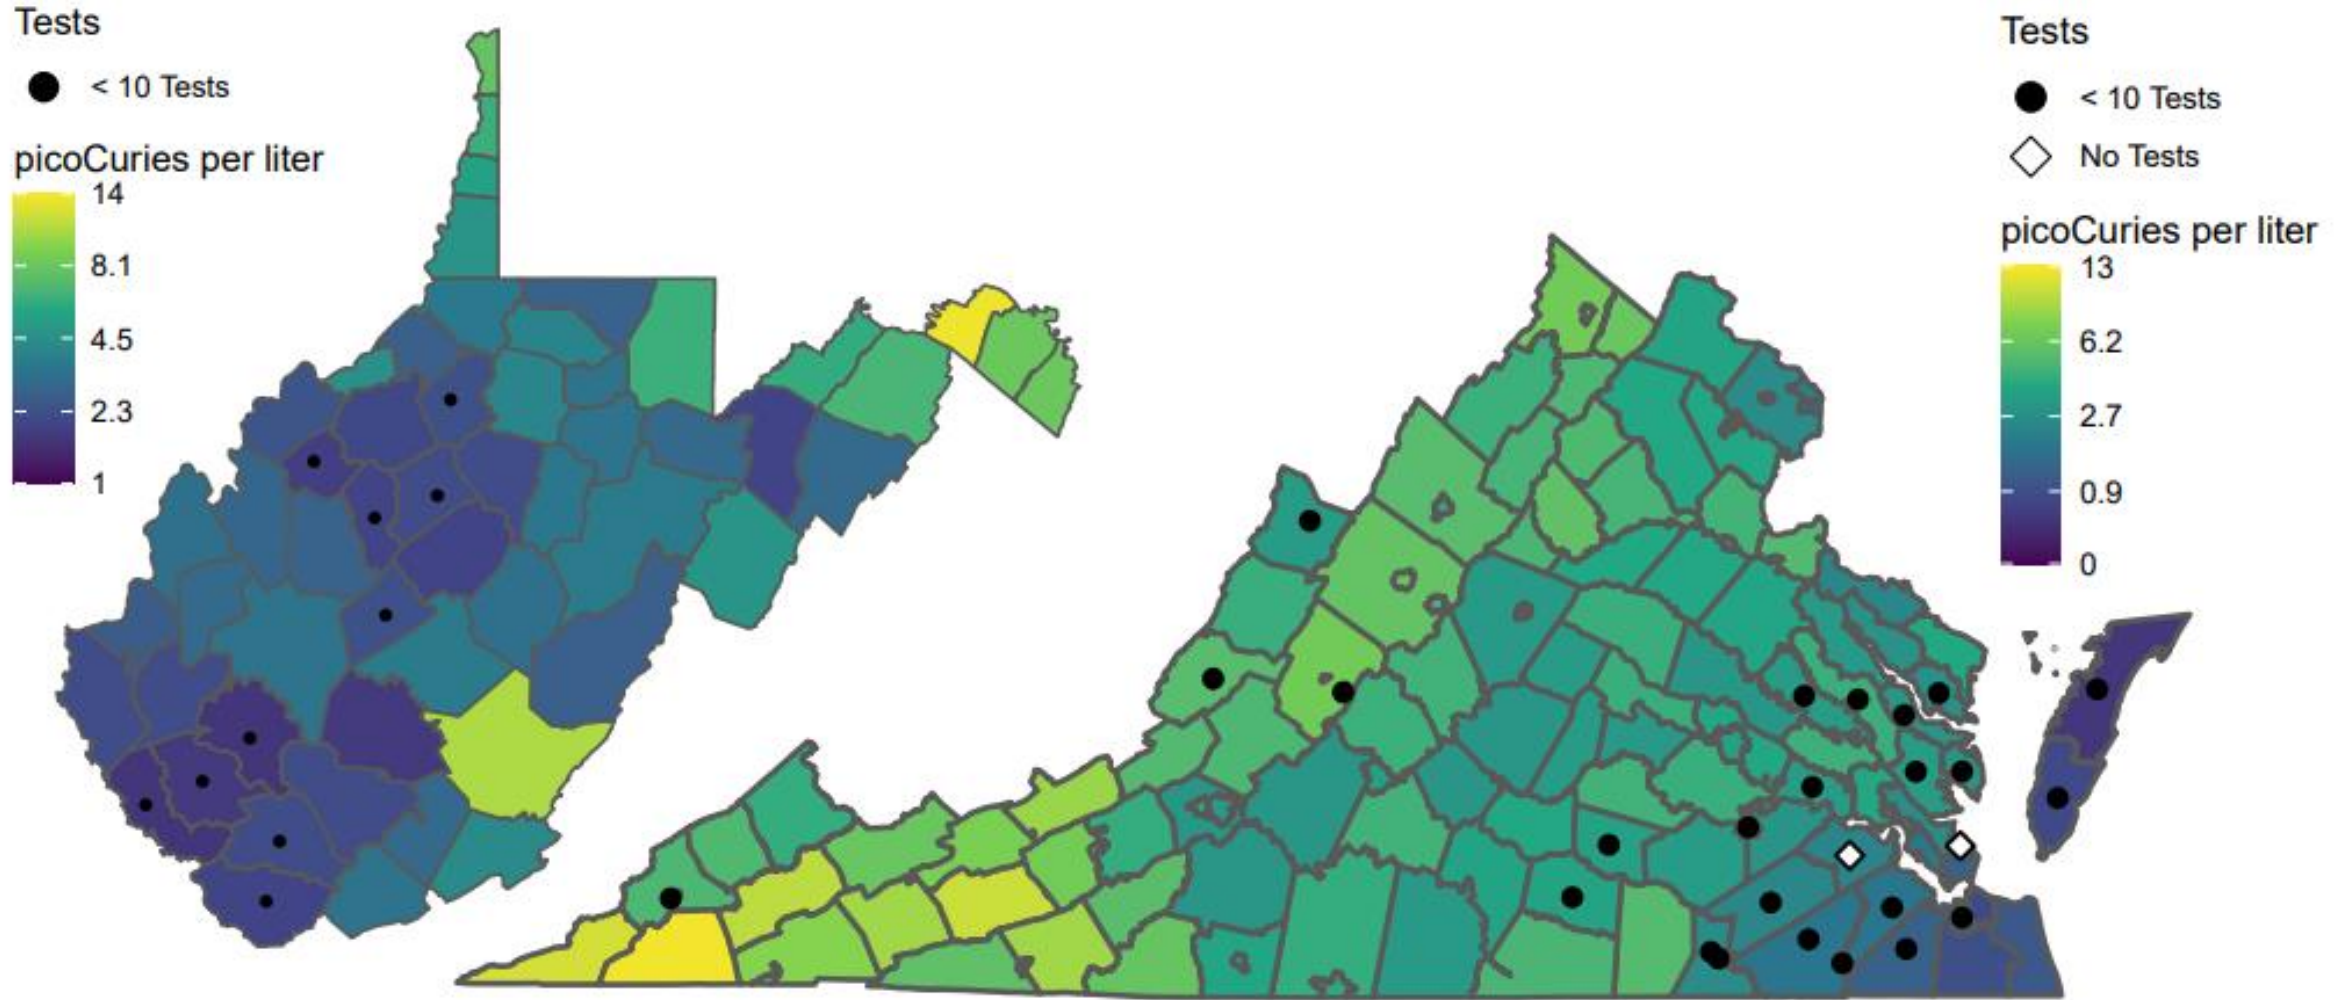 Tests
< 10 Tests
picoCuries per liter
14
8.1
4.5
2.3
1
Tests
< 10 Tests
No Tests
picoCuries per liter
13
6.2
2.7
0.9
0